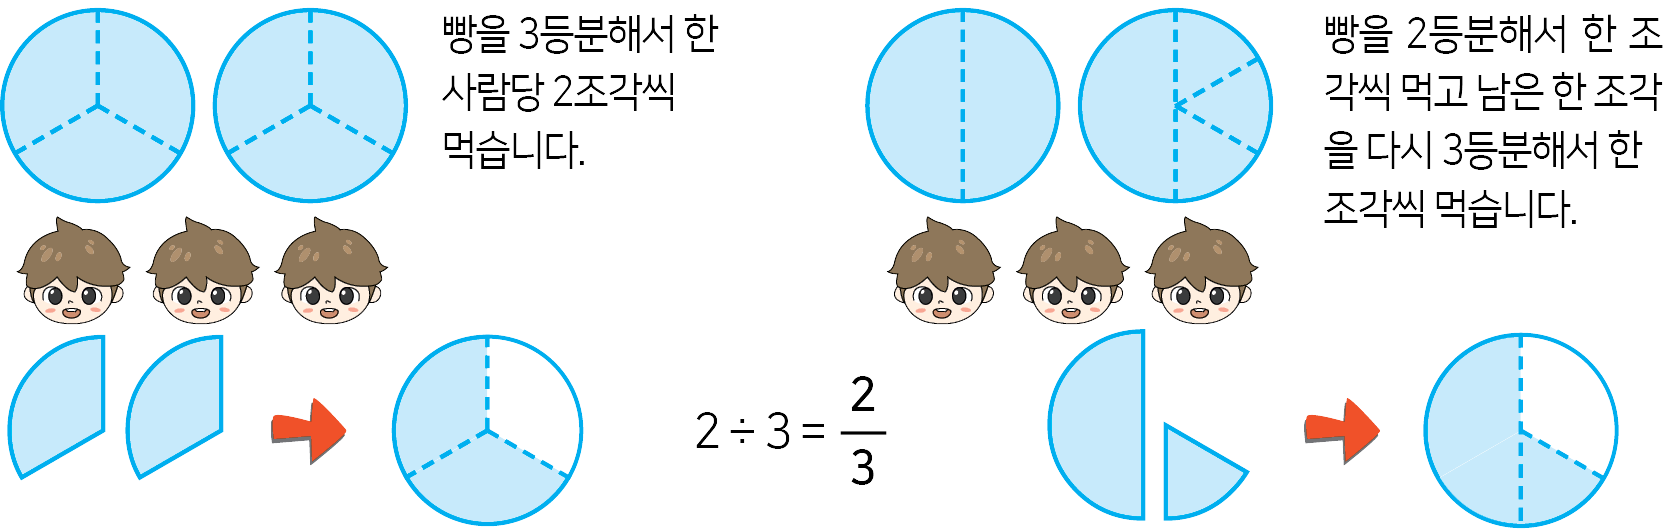 빵을 3등분해서 한
사람당 2조각씩
먹습니다.
빵을 2등분해서 한 조
각씩 먹고 남은 한 조각
을 다시 3등분해서 한
조각씩 먹습니다.
2 ÷ 3 = 2/3